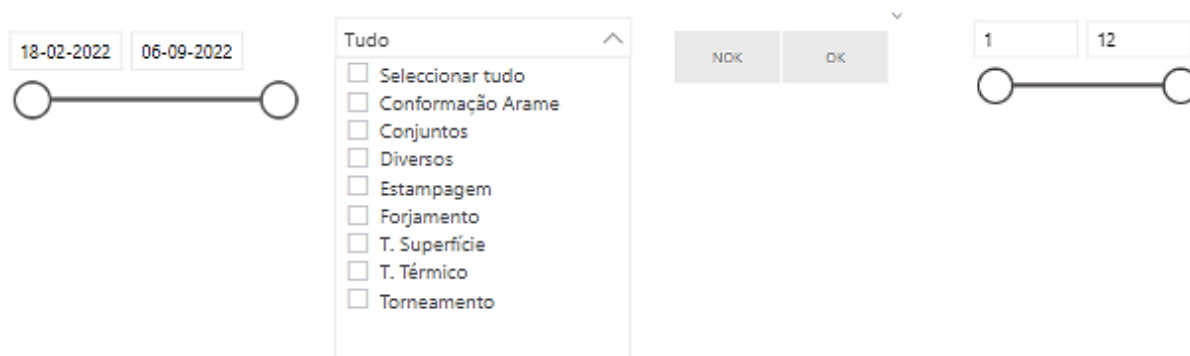 18-02-2022 06-09-2022
Tudo
Seleccionar tudo
Conformação Arame
Conjuntos
Diversos
Estampagem
Forjamento
T. Superfície
T. Térmico
Torneamento
NOK OK
1 12